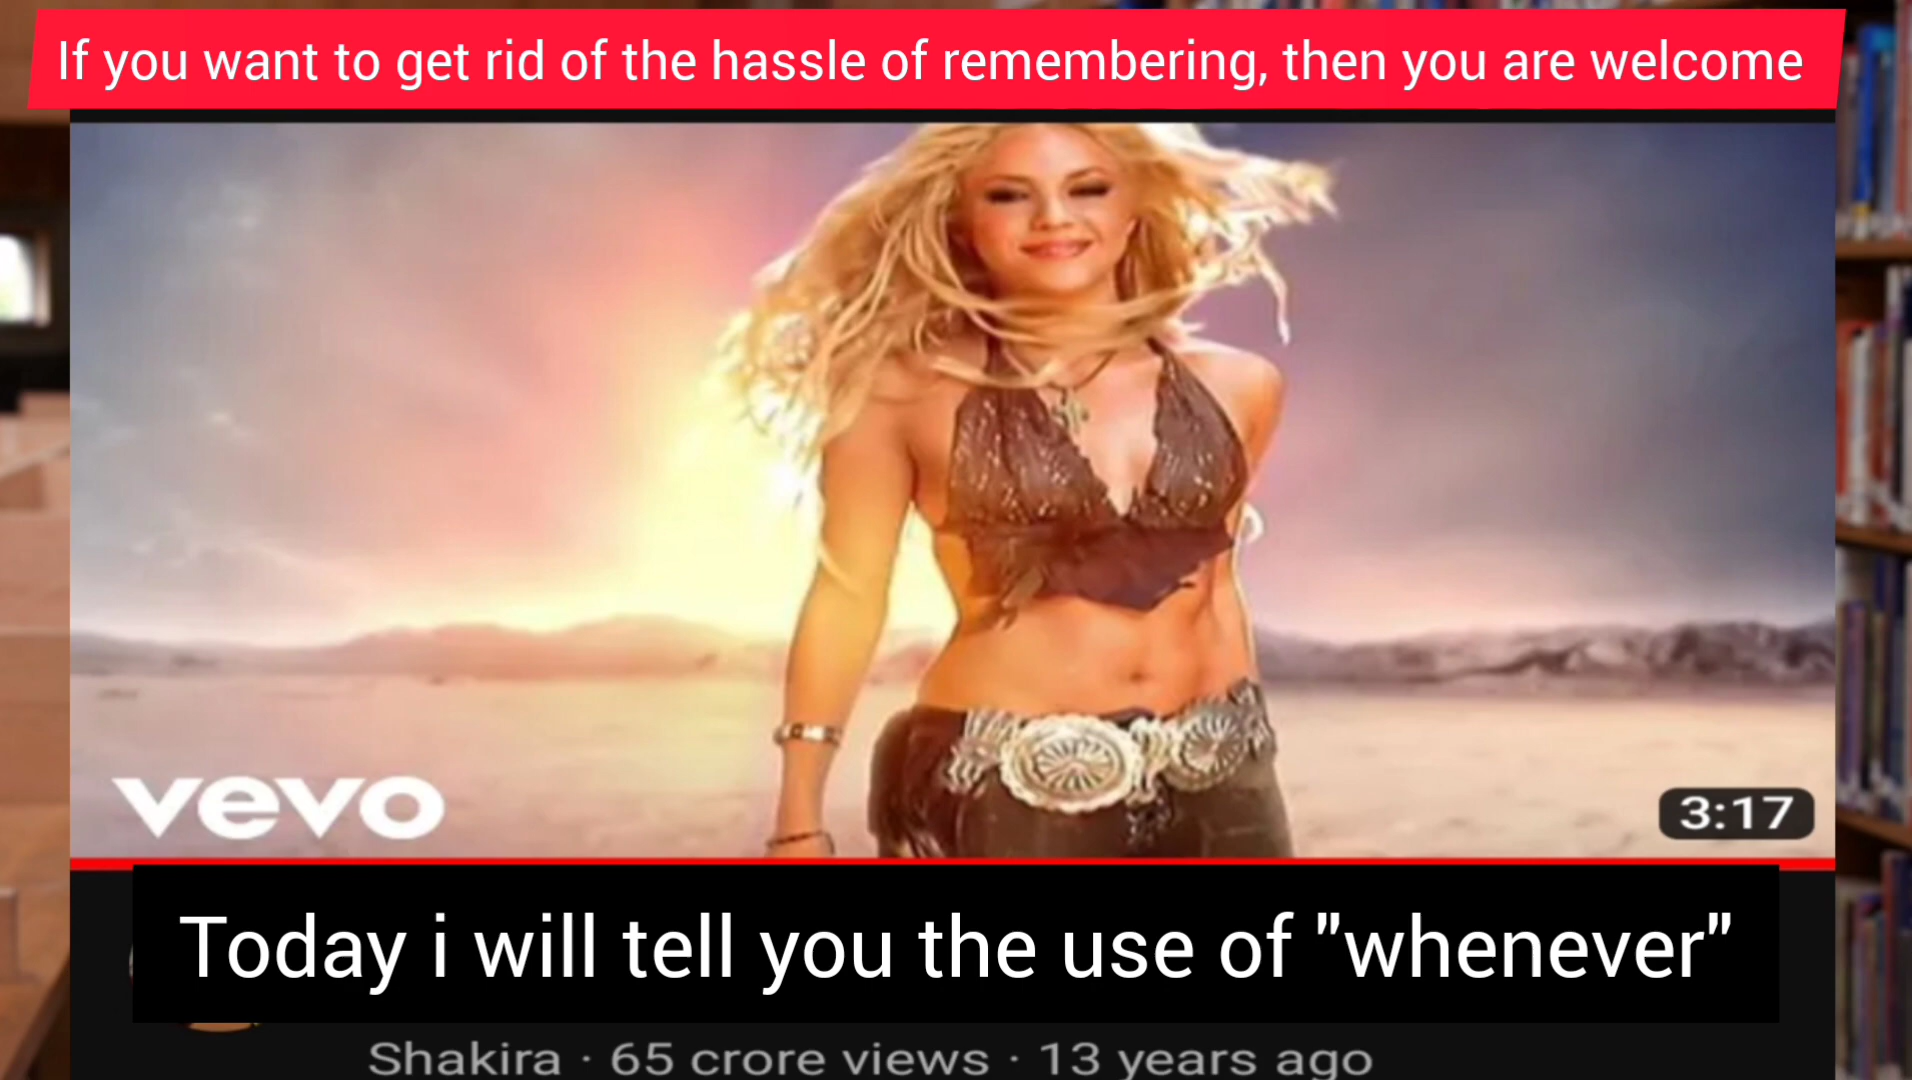 If you want to get rid of the hassle of remembering, then you are welcome
vevo
3:17
Today i will tell you the use of "whenever"
Shakira · 65 crore views · 13 years ago